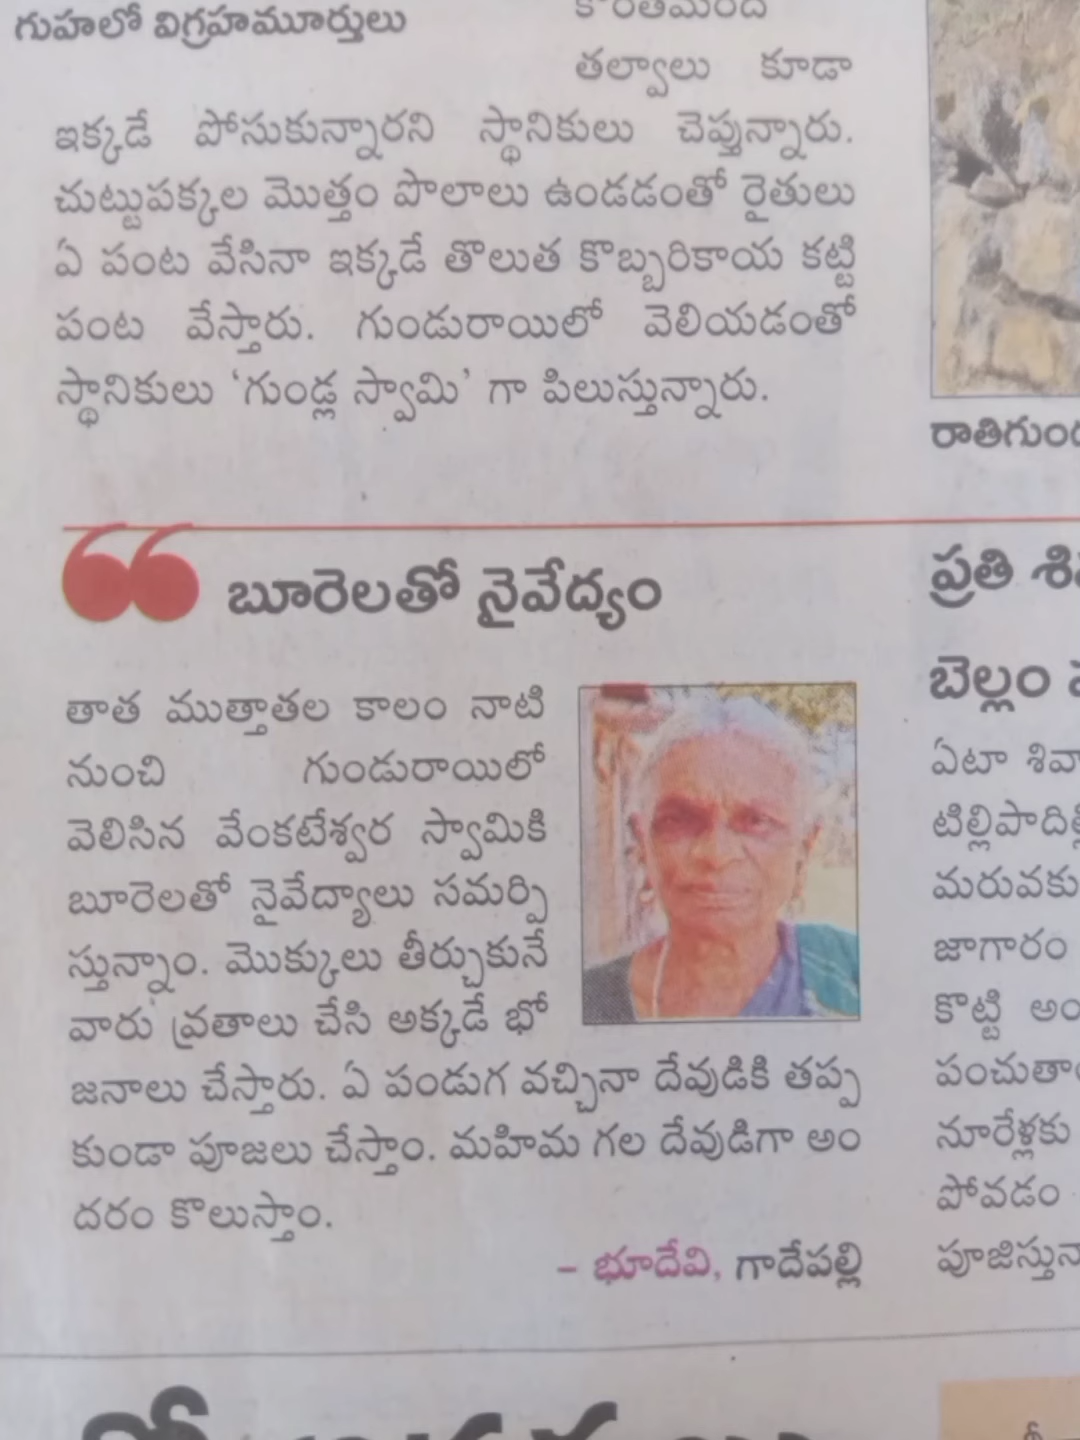 గుహలో విగ్రహమూర్తులు
తల్వాలు కూడా
ఇక్కడే పోసుకున్నారని స్థానికులు చెప్తున్నారు.
చుట్టుపక్కల మొత్తం పొలాలు ఉండడంతో రైతులు
ఏ పంట వేసినా ఇక్కడే తొలుత కొబ్బరికాయ కట్టి
పంట వేస్తారు. గుండురాయిలో వెలియడంతో
స్థానికులు ‘గుండ్ల స్వామి’ గా పిలుస్తున్నారు.
“ బూరెలతో నైవేద్యం
తాత ముత్తాతల కాలం నాటి
నుంచి గుండురాయిలో
వెలిసిన వేంకటేశ్వర స్వామికి
బూరెలతో నైవేద్యాలు సమర్పి
స్తున్నాం. మొక్కులు తీర్చుకునే
వారు వ్రతాలు చేసి అక్కడే భో
జనాలు చేస్తారు. ఏ పండుగ వచ్చినా దేవుడికి తప్ప
కుండా పూజలు చేస్తాం. మహిమ గల దేవుడిగా అం
దరం కొలుస్తాం.
– భూదేవి, గాదేపల్లి
రాతిగుం
ప్రతి
బెల్లం
ఏటా
మరువకు
జాగారం
కొట్టి
పంచుతా
నూరేళ్లకు
పోవడం
పూజిస్తు